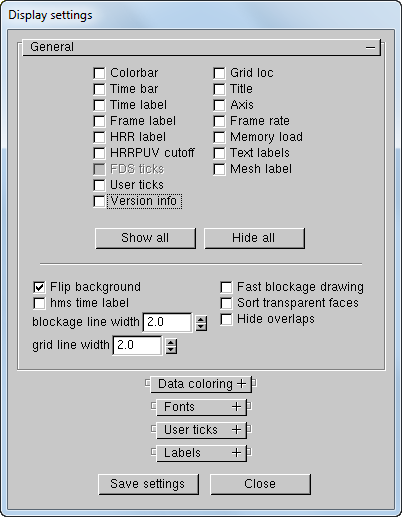 Display settings
General
Colorbar
Time bar
Time label
Frame label
HRR label
HRRPUV cutoff
FDS ticks
User ticks
Version info
Grid loc
Title
Axis
Frame rate
Memory load
Text labels
Mesh label
Show all
Hide all
Flip background
hms time label
blockage line width 2.0
grid line width 2.0
Fast blockage drawing
Sort transparent faces
Hide overlaps
Data coloring +
Fonts +
User ticks +
Labels +
Save settings
Close